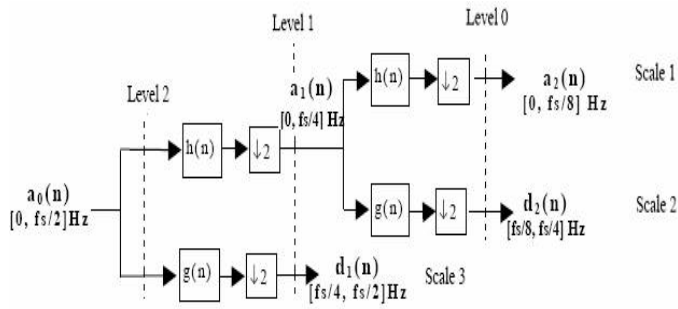 Level 0
Level 1
Level 2
h(n)
↓2
a₂(n)
[0, fs/8] Hz
Scale 1
a₁(n)
[0, fs/4] Hz
h(n)
↓2
a₀(n)
[0, fs/2]Hz
g(n)
↓2
d₂(n)
[fs/8, fs/4] Hz
Scale 2
g(n)
↓2
d₁(n)
[fs/4, fs/2]Hz
Scale 3